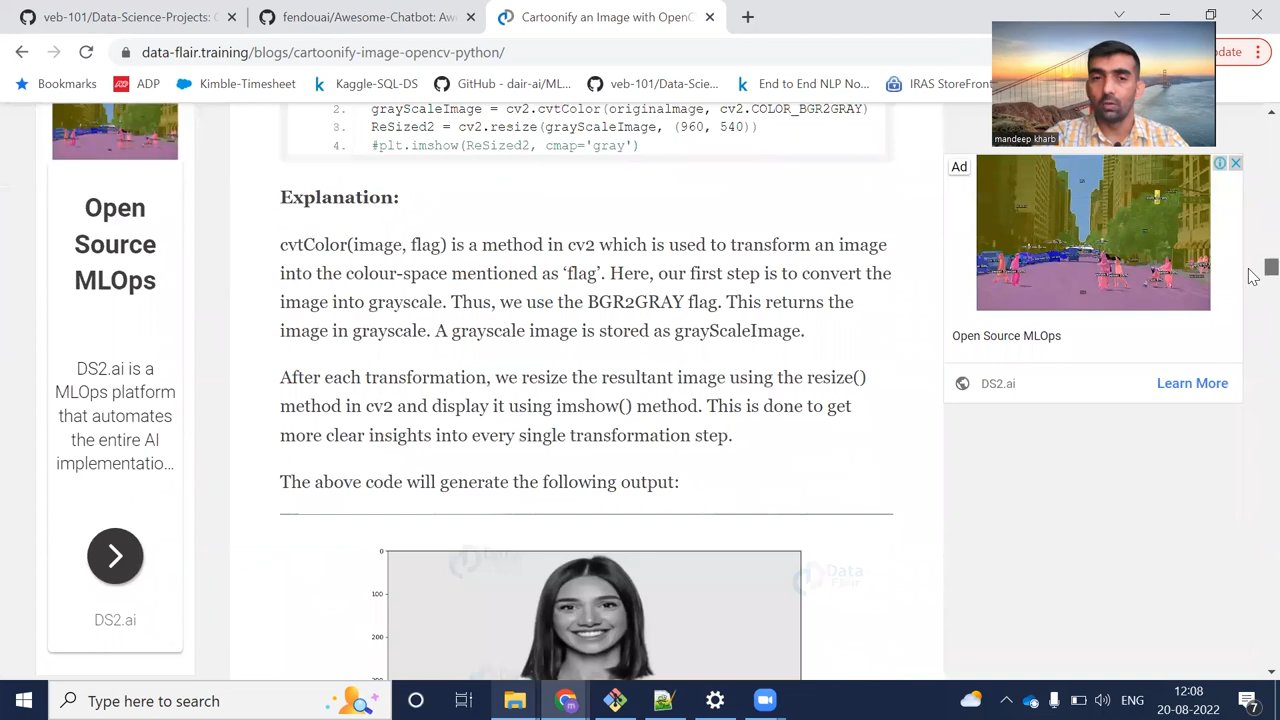 veb-101/Data-Science-Projects: C
fendouai/Awesome-Chatbot: Awe
Cartoonify an Image with OpenC
data-flair.training/blogs/cartoonify-image-opencv-python/
Update
Bookmarks
ADP
Kimble-Timesheet
Kaggle-SQL-D...
GitHub - dair-ai/ML...
veb-101/Data-Scie...
End to End NLP No...
IRAS StoreFront
mandeep kharb
2. grayScaleImage = cv2.cvtColor(originalmage, cv2.COLOR_BGR2GRAY)
3. ReSized2 = cv2.resize(grayScaleImage, (960, 540))
#plt.imshow(ReSized2, cmap='gray')
Open
Source
MLOps
DS2.ai is a
MLOps platform
that automates
the entire AI
implementatio...
DS2.ai
Explanation:
cvtColor(image, flag) is a method in cv2 which is used to transform an image
into the colour-space mentioned as ‘flag’. Here, our first step is to convert the
image into grayscale. Thus, we use the BGR2GRAY flag. This returns the
image in grayscale. A grayscale image is stored as grayScaleImage.
After each transformation, we resize the resultant image using the resize()
method in cv2 and display it using imshow() method. This is done to get
more clear insights into every single transformation step.
The above code will generate the following output:
0
100
200
Data
Flair
Ad
Open Source MLOps
DS2.ai
Learn More
Type here to search
ENG
12:08
20-08-2022
7